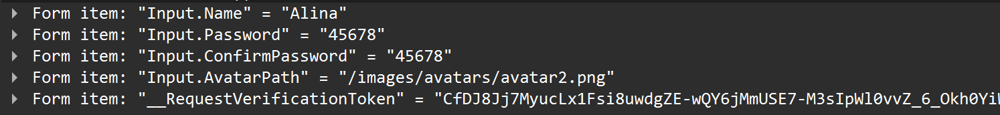 Form item: "Input.Name" = "Alina"
Form item: "Input.Password" = "45678"
Form item: "Input.ConfirmPassword" = "45678"
Form item: "Input.AvatarPath" = "/images/avatars/avatar2.png"
Form item: "__RequestVerificationToken" = "CfDJ8Jj7MyucLx1Fsi8uwdgZE-wQY6jMmUSE7-M3sIpWl0vvZ_6_Okh0Yi